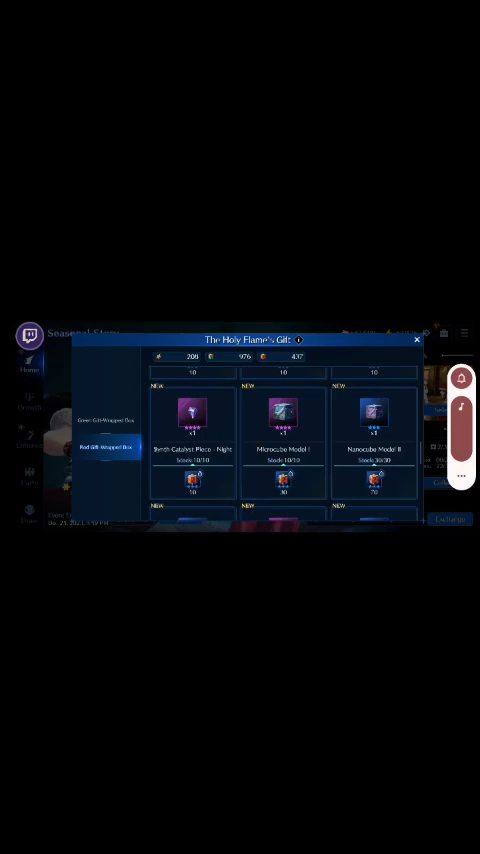 Seasonal Story
The Holy Flame's Gift
208 976 437
Home
10 10 10
NEW NEW NEW
x1 x1 x1
Green Gift-Wrapped Box
Red Gift-Wrapped Box
Synth Catalyst Piece - Night Microcube Model I Nanocube Model II
Stock 10/10 Stock 10/10 Stock 30/30
10 30 70
NEW NEW NEW
Exchange